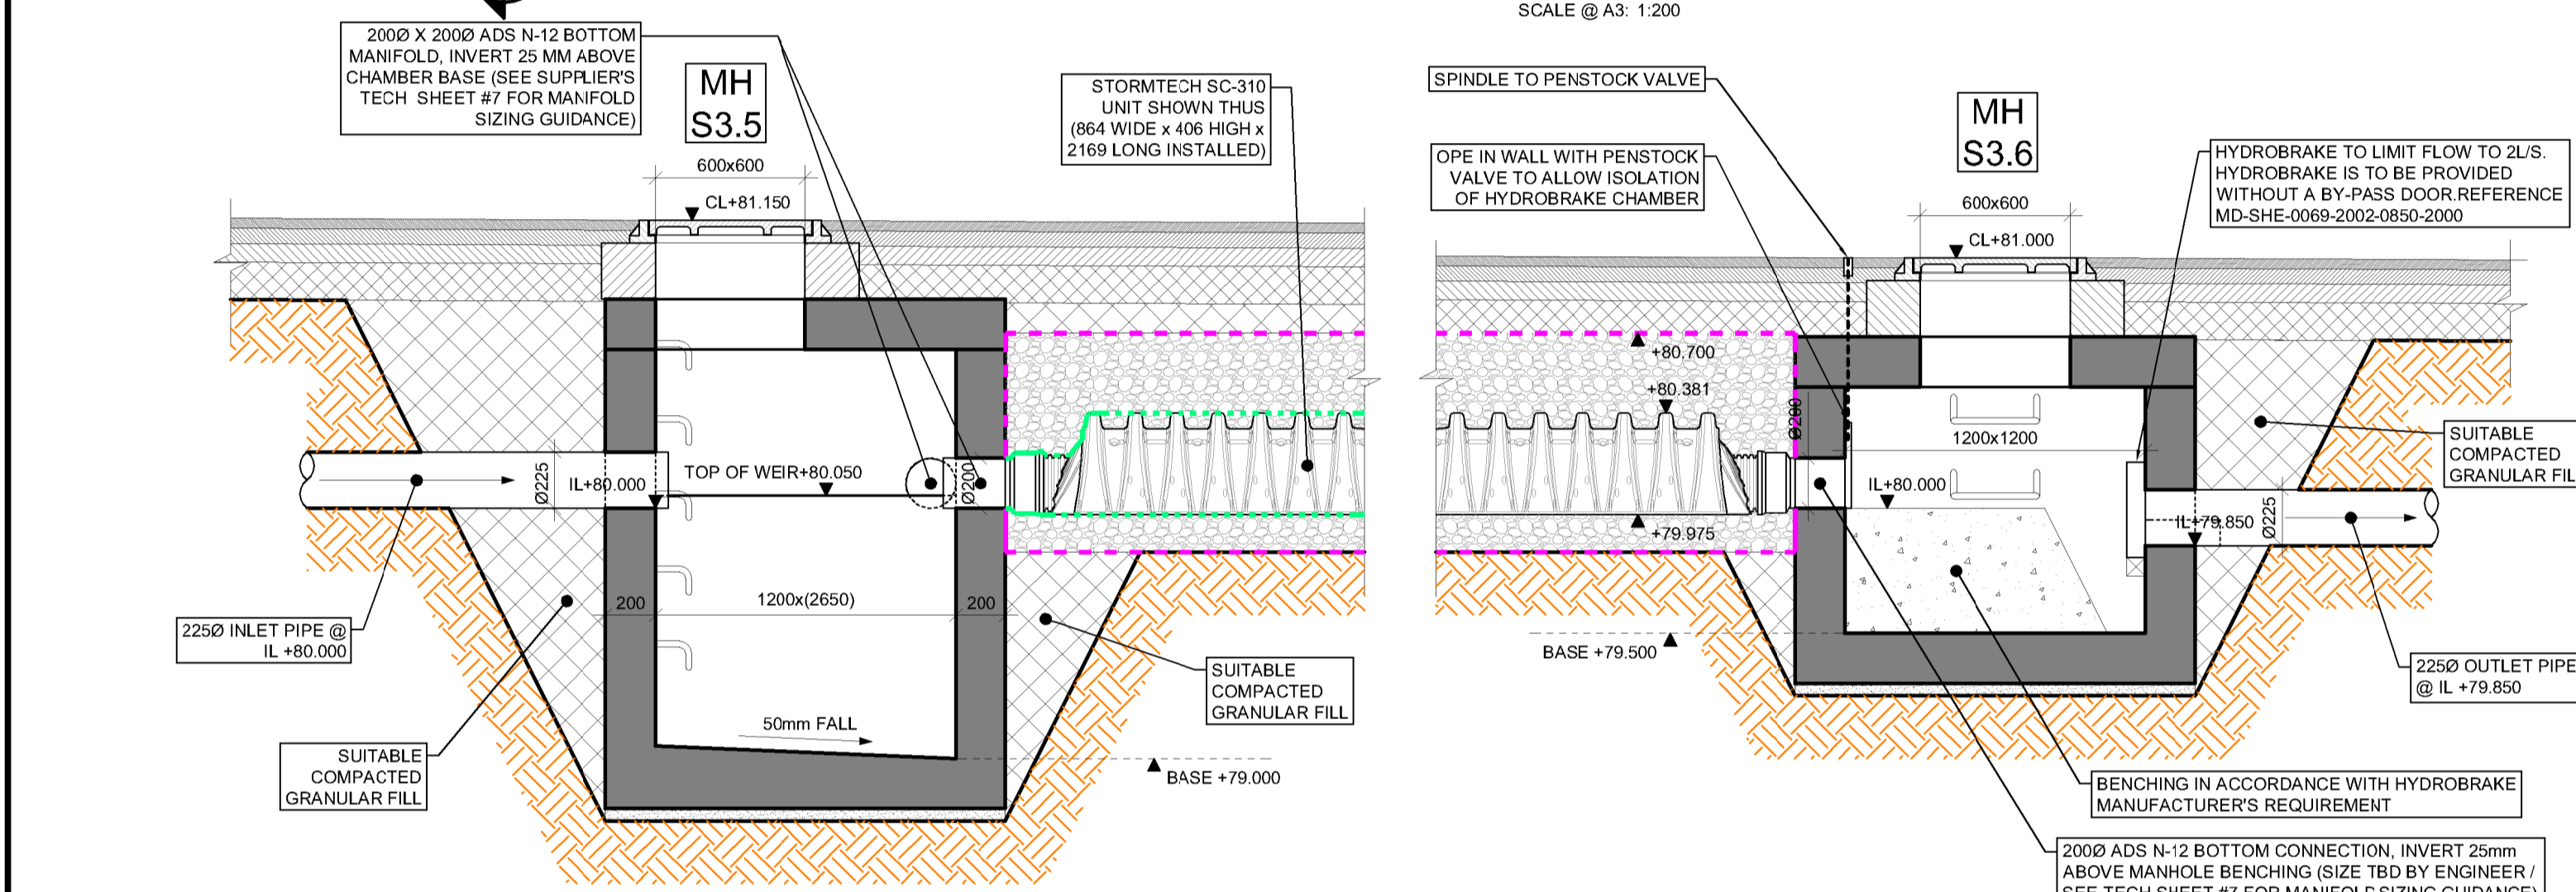 SCALE @ A3: 1:200
200Ø X 200Ø ADS N-12 BOTTOM
MANIFOLD, INVERT 25 MM ABOVE
CHAMBER BASE (SEE SUPPLIER'S
TECH SHEET #7 FOR MANIFOLD
SIZING GUIDANCE)
MH
S3.5
600x600
CL+81.150
STORMTECH SC-310
UNIT SHOWN THUS
(864 WIDE x 406 HIGH x
2169 LONG INSTALLED)
SPINDLE TO PENSTOCK VALVE
OPE IN WALL WITH PENSTOCK
VALVE TO ALLOW ISOLATION
OF HYDROBRAKE CHAMBER
MH
S3.6
600x600
CL+81.000
HYDROBRAKE TO LIMIT FLOW TO 2L/S.
HYDROBRAKE IS TO BE PROVIDED
WITHOUT A BY-PASS DOOR.REFERENCE
MD-SHE-0069-2002-0850-2000
+80.700
+80.381
Ø200
1200x1200
SUITABLE
COMPACTED
GRANULAR FILL
Ø225
IL+80.000
TOP OF WEIR+80.050
Ø200
IL+80.000
+79.975
IL+79.850
Ø225
200
1200x(2650)
200
225Ø INLET PIPE @
IL +80.000
BASE +79.500
SUITABLE
COMPACTED
GRANULAR FILL
225Ø OUTLET PIPE
@ IL +79.850
50mm FALL
SUITABLE
COMPACTED
GRANULAR FILL
BASE +79.000
BENCHING IN ACCORDANCE WITH HYDROBRAKE
MANUFACTURER'S REQUIREMENT
200Ø ADS N-12 BOTTOM CONNECTION, INVERT 25mm
ABOVE MANHOLE BENCHING (SIZE TBD BY ENGINEER /
SEE TECH SHEET #7 FOR MANIFOLD SIZING GUIDANCE)